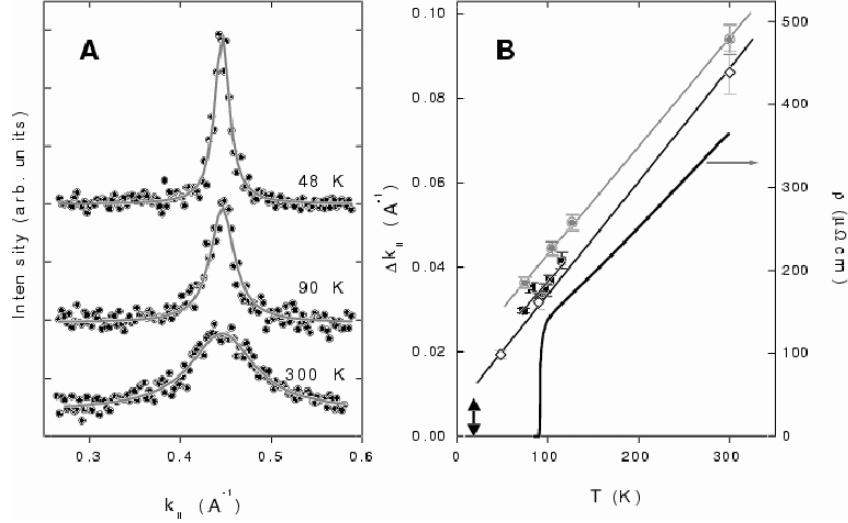 A
Intensity (arb. units)
48 K
90 K
300 K
0.3 0.4 0.5 0.6
k|| (A⁻¹)
B
0.10
0.08
0.06
0.04
0.02
0.00
Δk|| (A⁻¹)
0 100 200 300
T (K)
500
400
300
200
100
0
ρ (μΩcm)